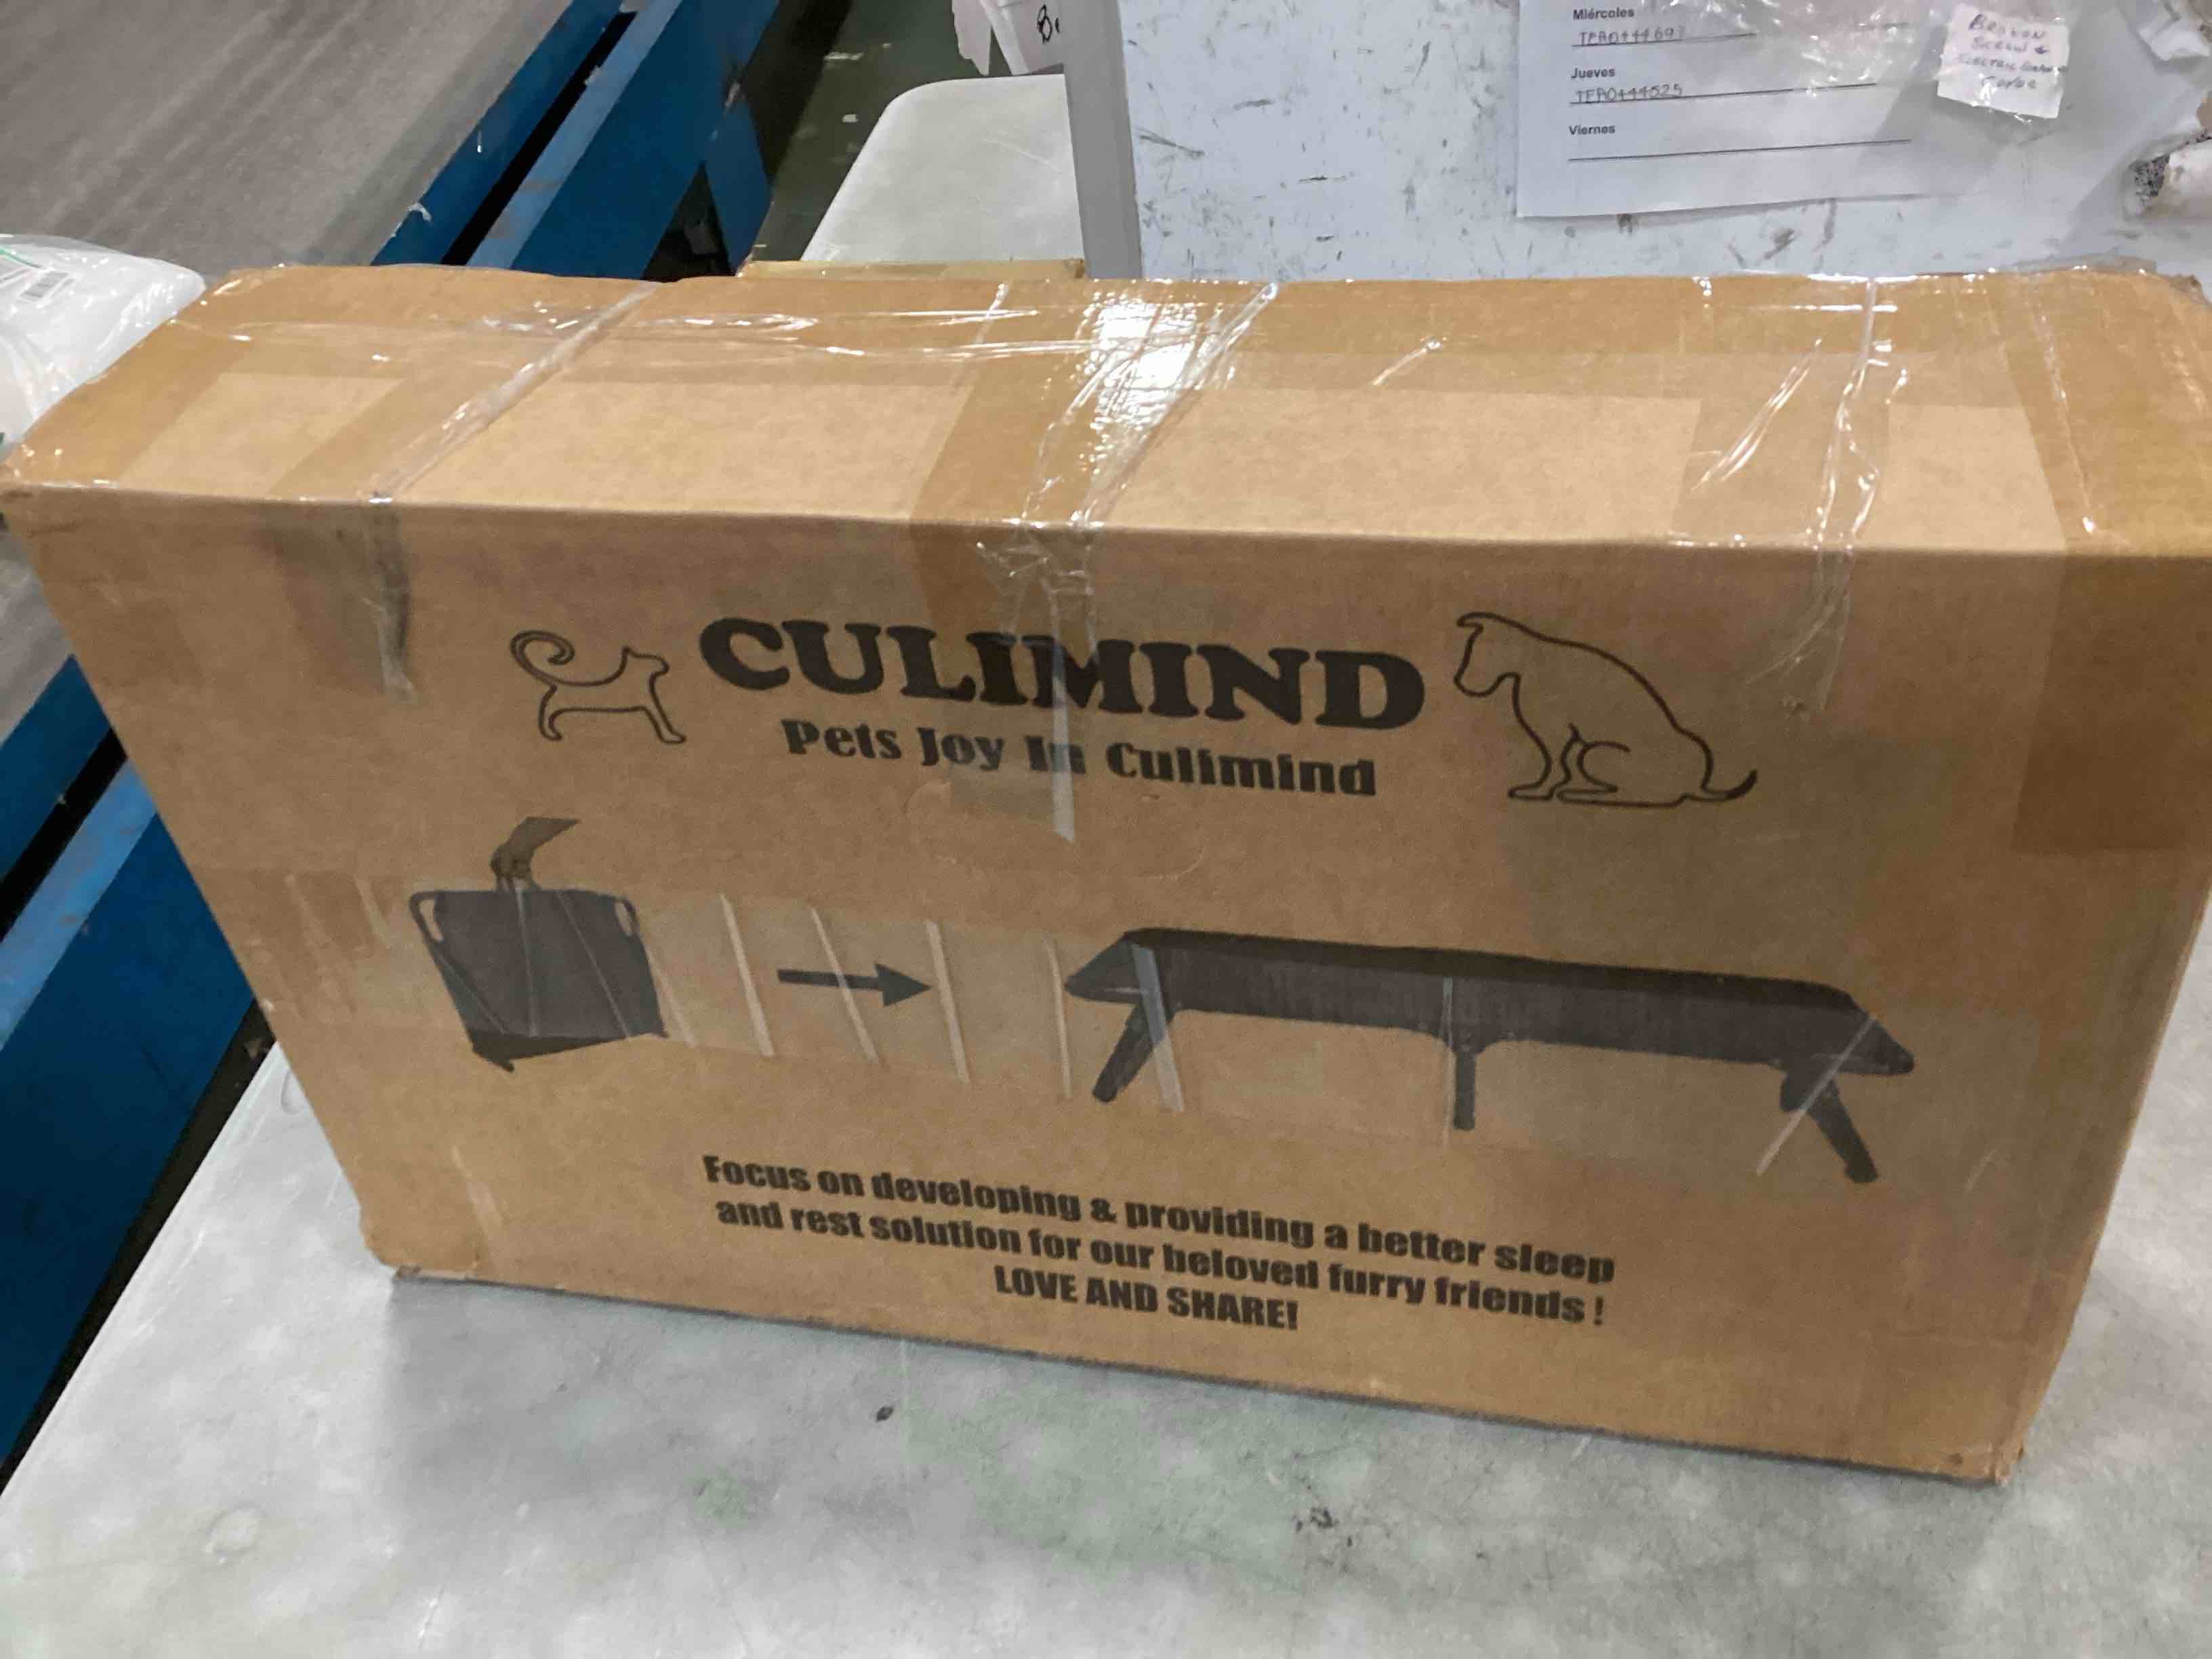 Miércoles
Jueves
TEA0444525
Viernes
CULIMIND
Pets Joy In Culimind
Focus on developing & providing a better sleep
and rest solution for our beloved furry friends !
LOVE AND SHARE!